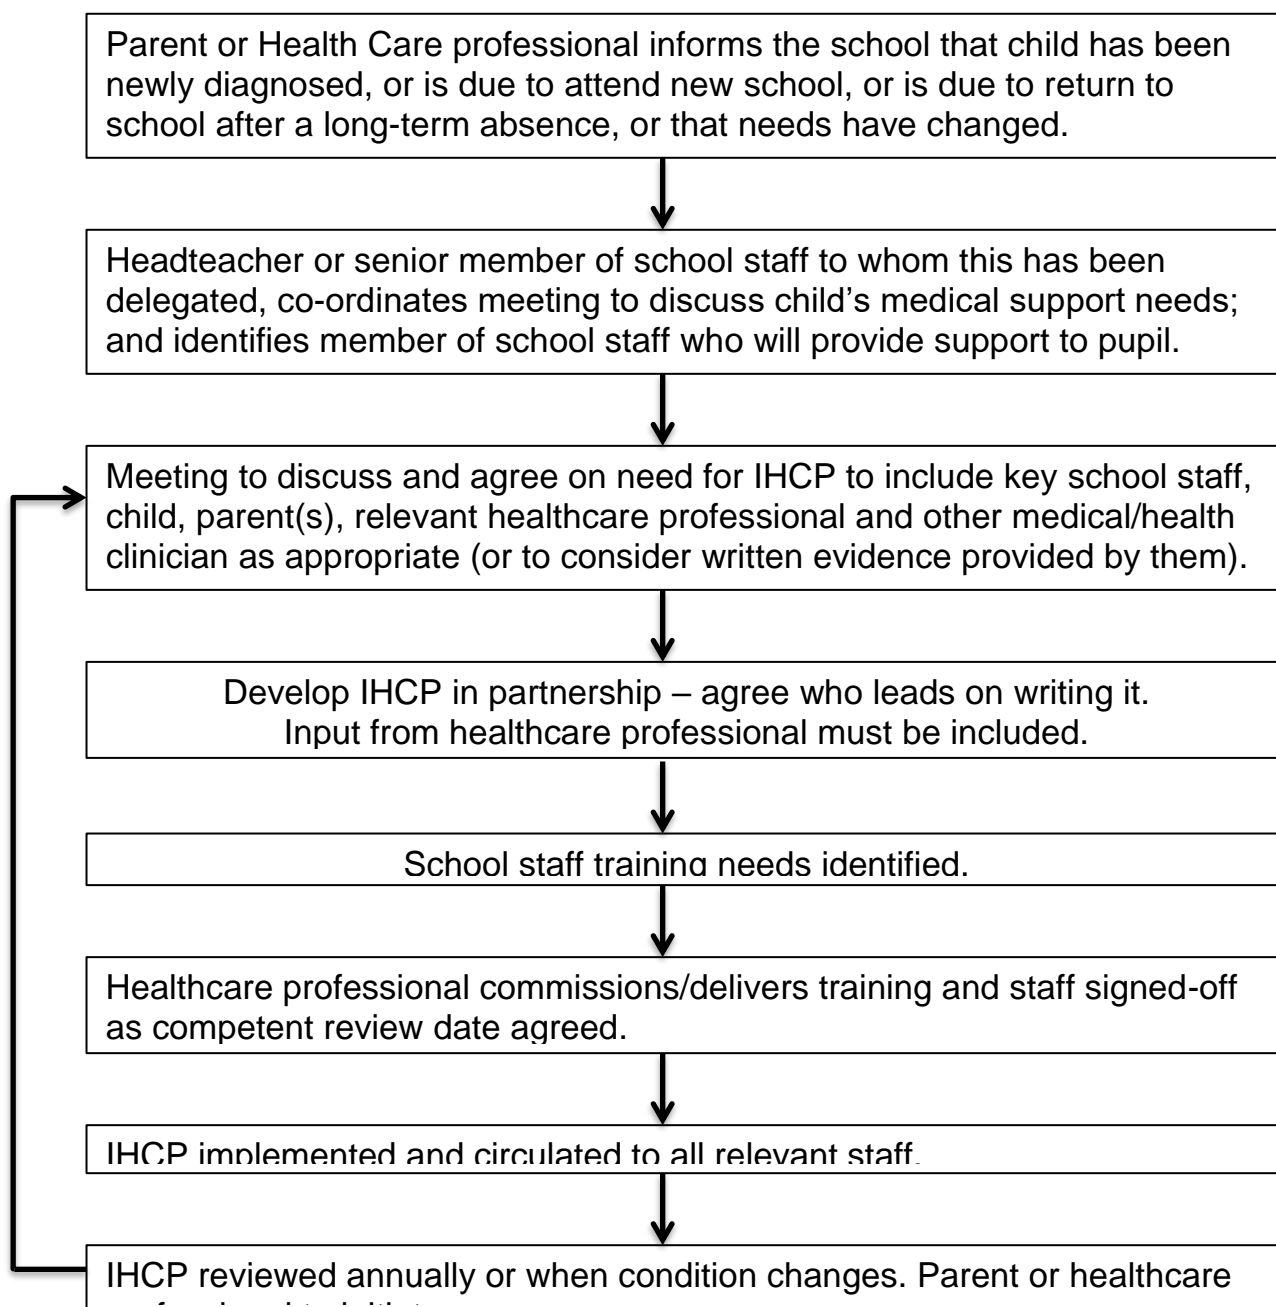 Parent or Health Care professional informs the school that child has been
newly diagnosed, or is due to attend new school, or is due to return to
school after a long-term absence, or that needs have changed.
Headteacher or senior member of school staff to whom this has been
delegated, co-ordinates meeting to discuss child’s medical support needs;
and identifies member of school staff who will provide support to pupil.
Meeting to discuss and agree on need for IHCP to include key school staff,
child, parent(s), relevant healthcare professional and other medical/health
clinician as appropriate (or to consider written evidence provided by them).
Develop IHCP in partnership – agree who leads on writing it.
Input from healthcare professional must be included.
School staff training needs identified.
Healthcare professional commissions/delivers training and staff signed-off
as competent review date agreed.
IHCP implemented and circulated to all relevant staff.
IHCP reviewed annually or when condition changes. Parent or healthcare